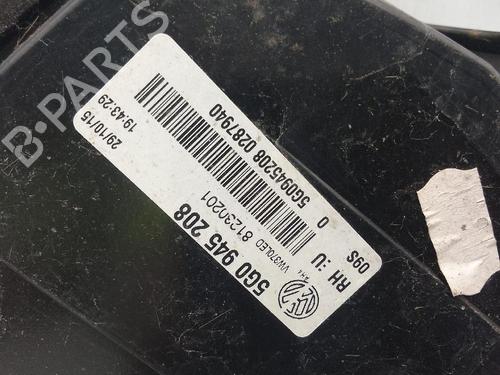 B-PARTS
5G0 945 208
VW370LED 81230201
5G0945208 0287940
0
29/10/15
19:43:29
RH :U
09S